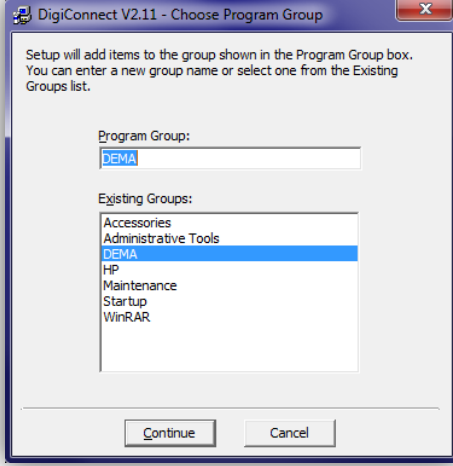 DigiConnect V2.11 - Choose Program Group
Setup will add items to the group shown in the Program Group box.
You can enter a new group name or select one from the Existing
Groups list.
Program Group:
DEMA
Existing Groups:
Accessories
Administrative Tools
DEMA
HP
Maintenance
Startup
WinRAR
Continue
Cancel